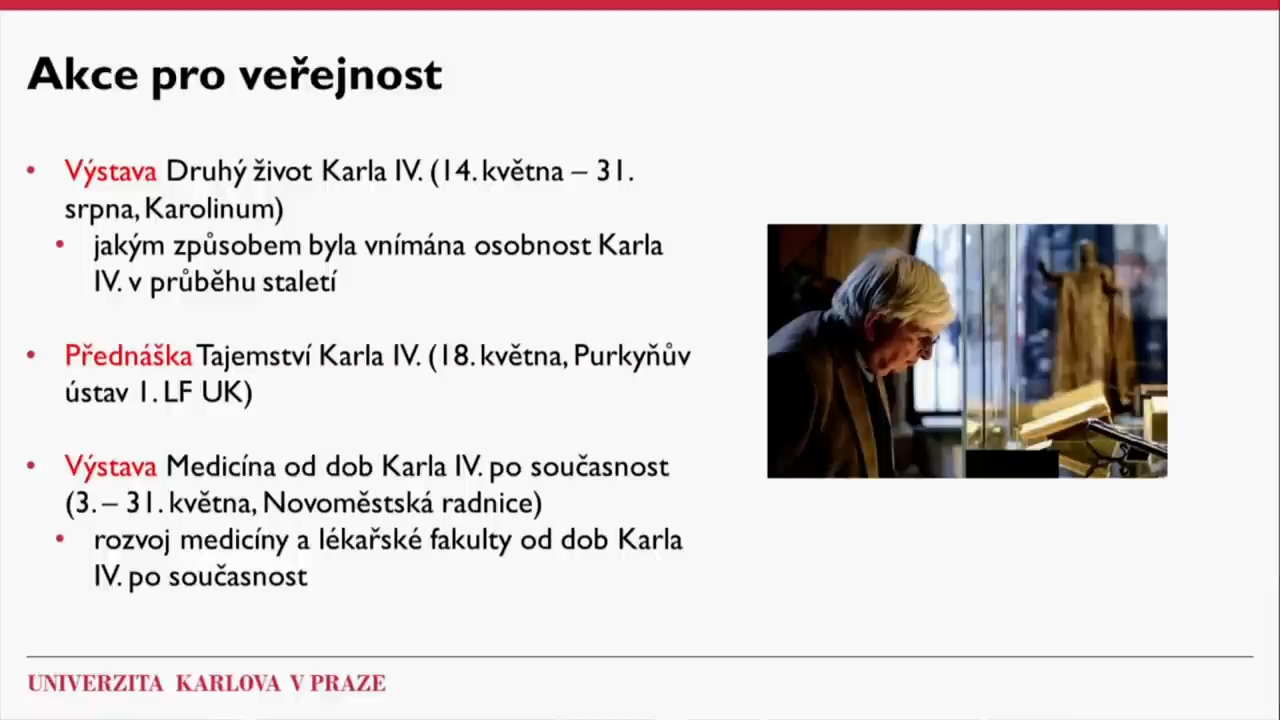 Akce pro veřejnost
• Výstava Druhý život Karla IV. (14. května – 31.
srpna, Karolinum)
• jakým způsobem byla vnímána osobnost Karla
IV. v průběhu staletí
• Přednáška Tajemství Karla IV. (18. května, Purkyňův
ústav 1. LF UK)
• Výstava Medicína od dob Karla IV. po současnost
(3. – 31. května, Novoměstská radnice)
• rozvoj medicíny a lékařské fakulty od dob Karla
IV. po současnost
UNIVERZITA KARLOVA V PRAZE